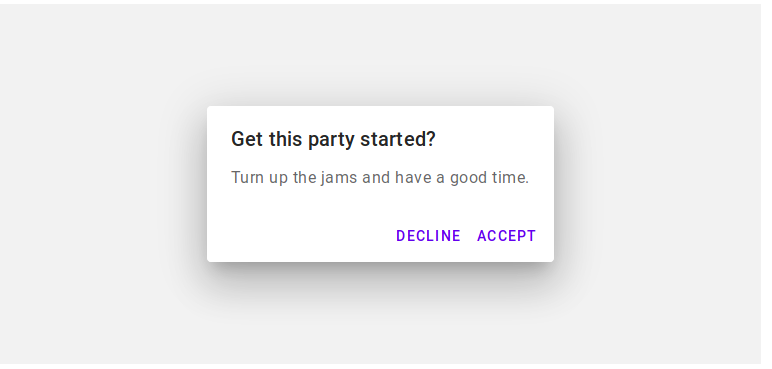 Get this party started?
Turn up the jams and have a good time.
DECLINE ACCEPT